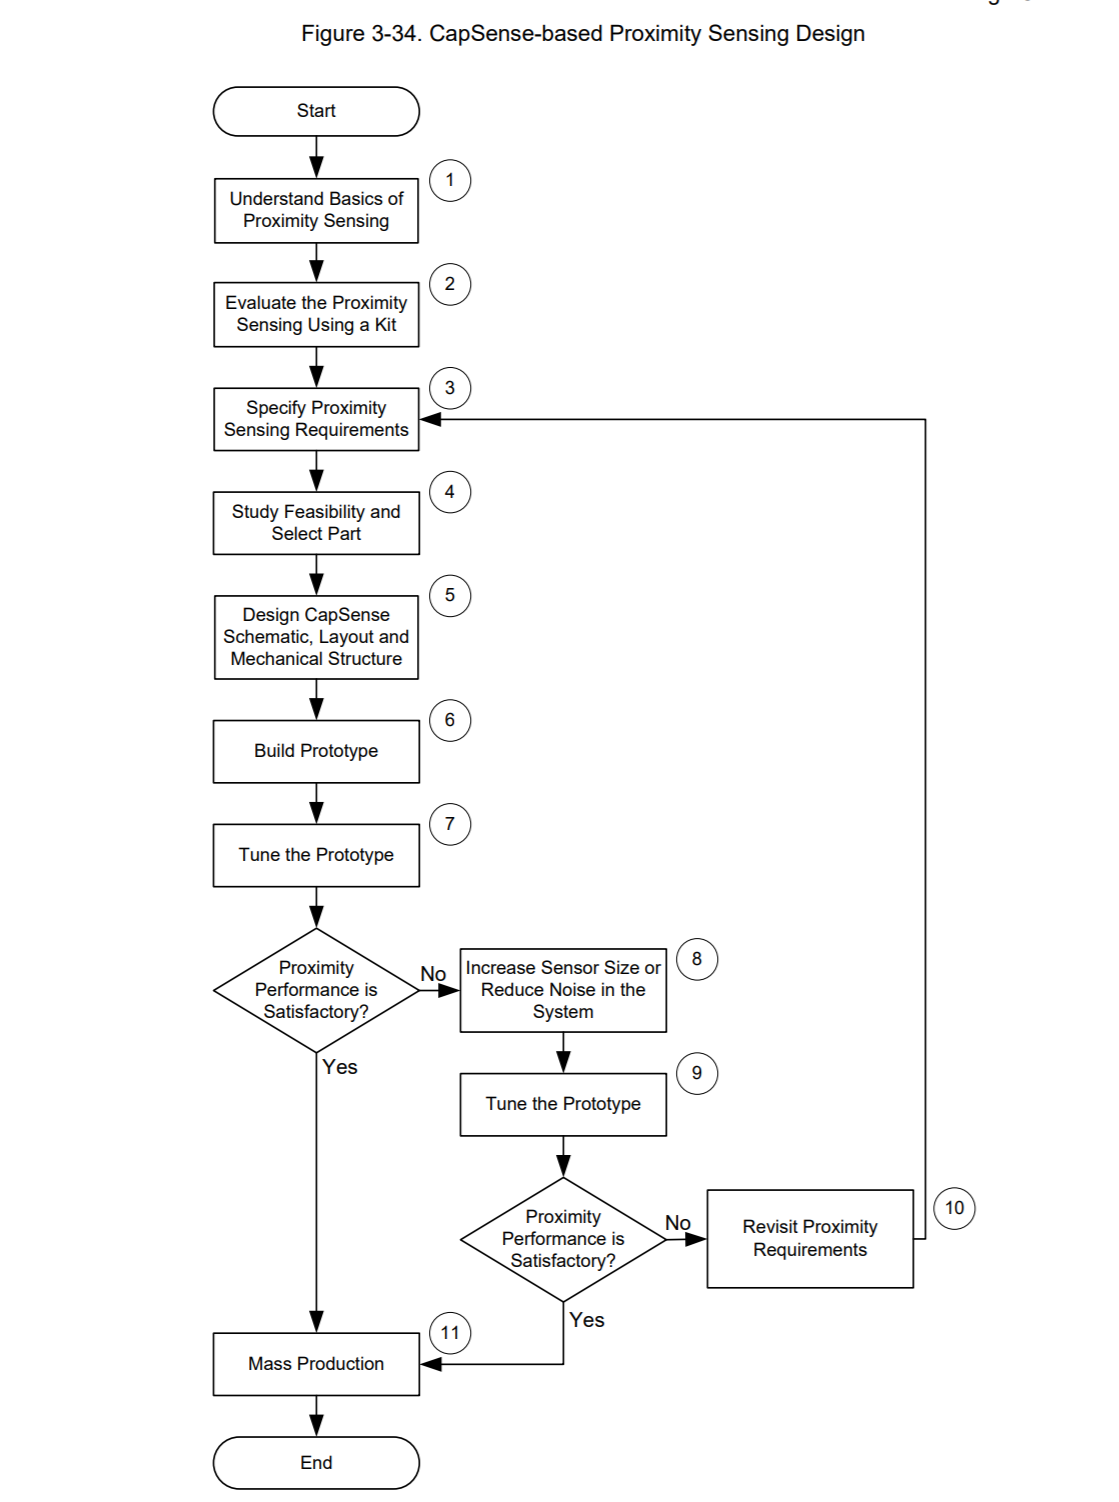 Figure 3-34. CapSense-based Proximity Sensing Design
Start
1
Understand Basics of
Proximity Sensing
2
Evaluate the Proximity
Sensing Using a Kit
3
Specify Proximity
Sensing Requirements
4
Study Feasibility and
Select Part
5
Design CapSense
Schematic, Layout and
Mechanical Structure
6
Build Prototype
7
Tune the Prototype
Proximity
Performance is
Satisfactory?
No
Yes
8
Increase Sensor Size or
Reduce Noise in the
System
9
Tune the Prototype
Proximity
Performance is
Satisfactory?
No
Yes
10
Revisit Proximity
Requirements
11
Mass Production
End